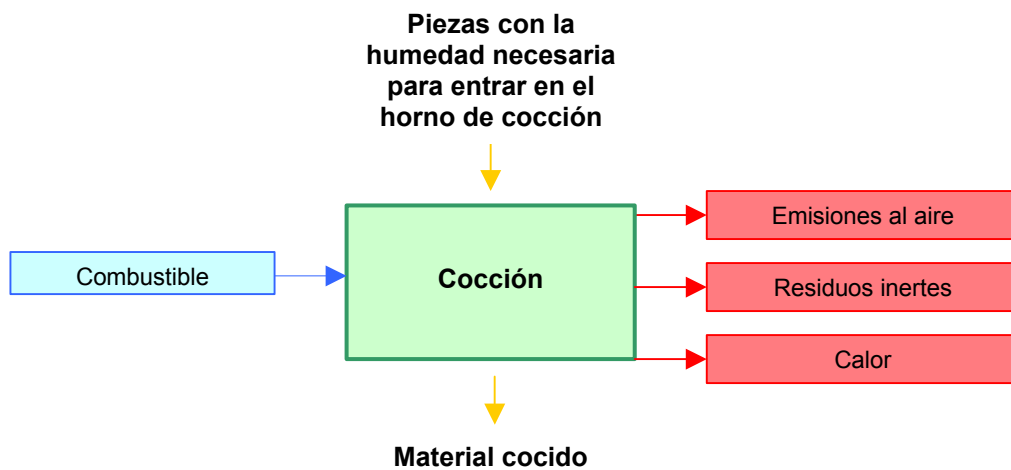 Piezas con la
humedad necesaria
para entrar en el
horno de cocción
Emisiones al aire
Combustible
Cocción
Residuos inertes
Calor
Material cocido